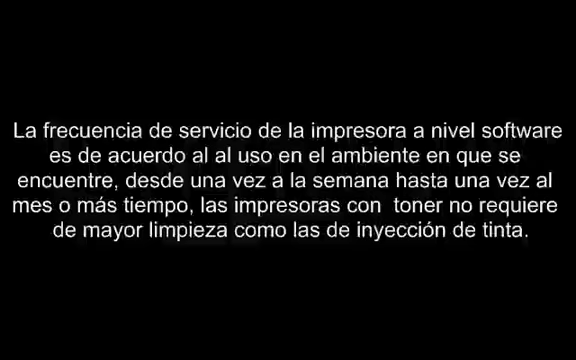 La frecuencia de servicio de la impresora a nivel software
es de acuerdo al al uso en el ambiente en que se
encuentre, desde una vez a la semana hasta una vez al
mes o más tiempo, las impresoras con toner no requiere
de mayor limpieza como las de inyección de tinta.